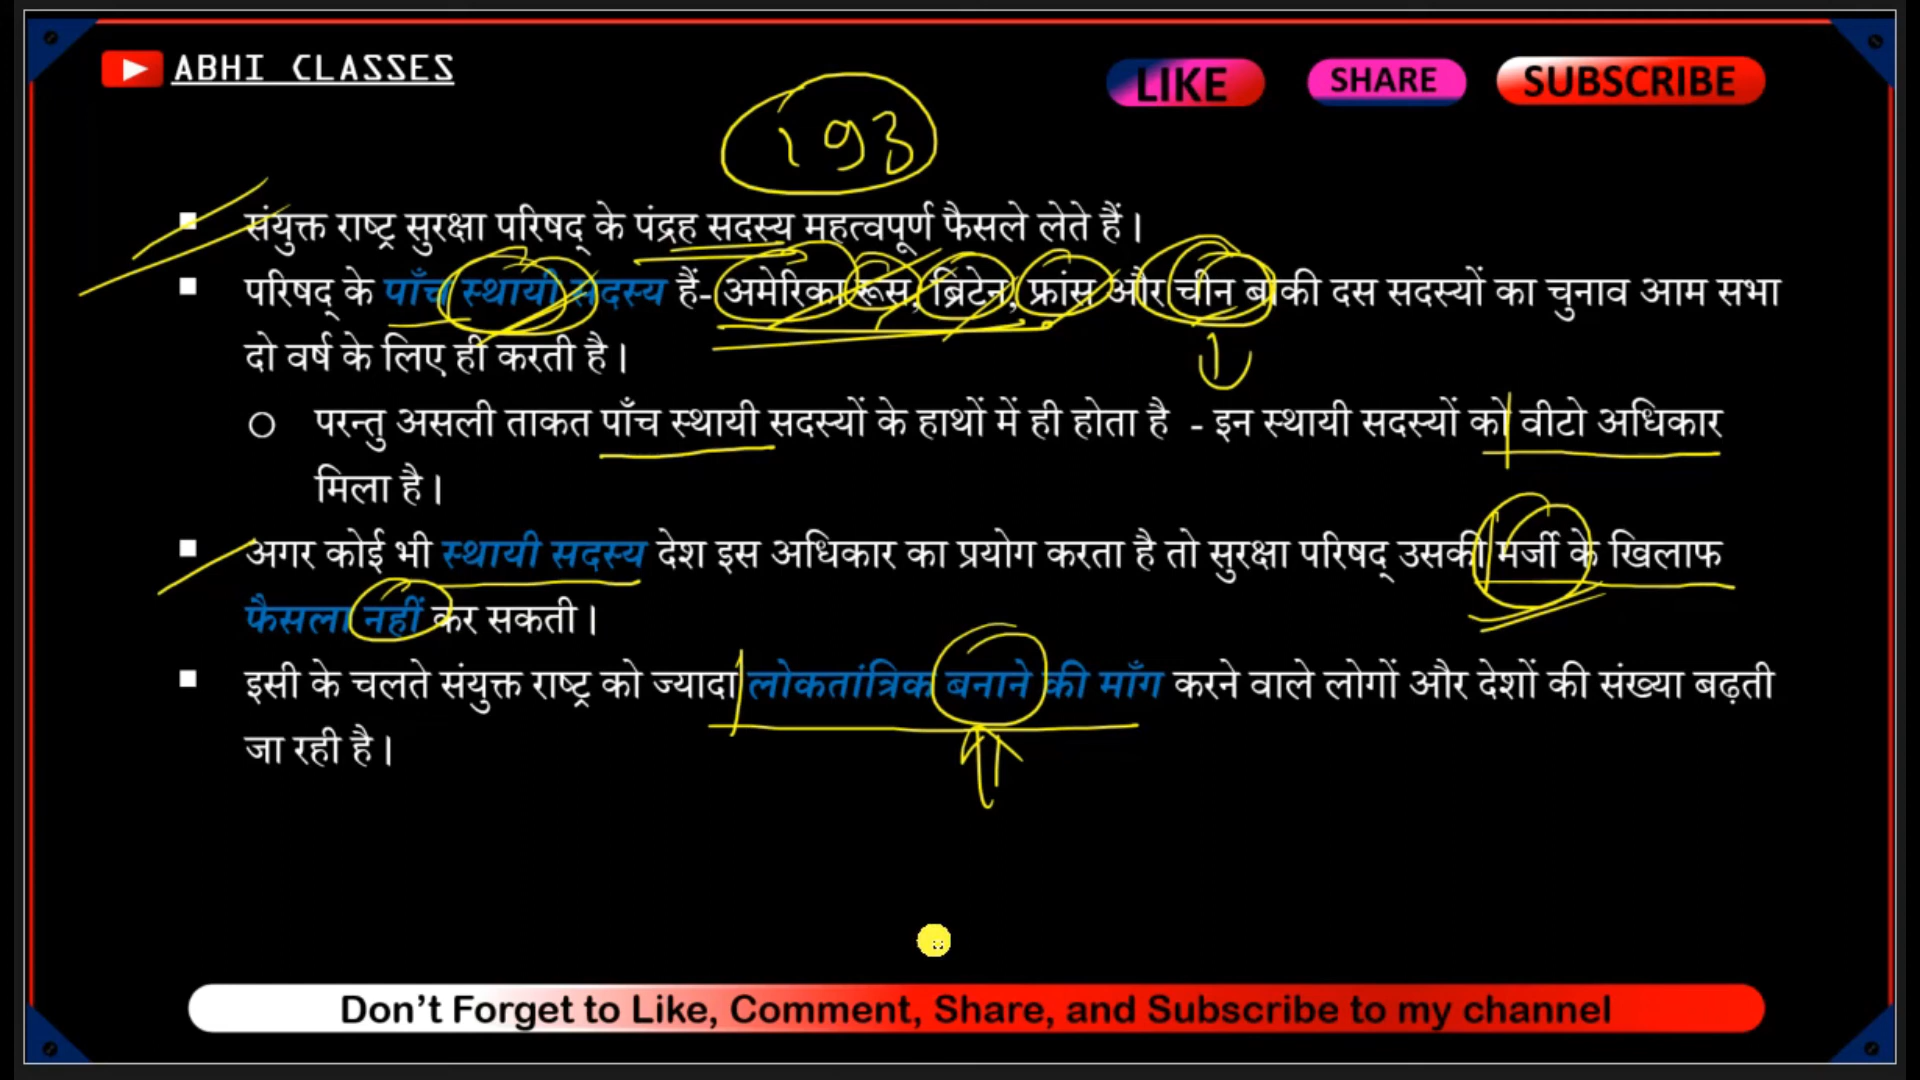 ABHI CLASSES
LIKE
SHARE
SUBSCRIBE
193
संयुक्त राष्ट्र सुरक्षा परिषद् के पंद्रह सदस्य महत्वपूर्ण फैसले लेते हैं।
परिषद् के पाँच स्थायी सदस्य हैं- अमेरिका रूस, ब्रिटेन, फ्रांस और चीन बाकी दस सदस्यों का चुनाव आम सभा
दो वर्ष के लिए ही करती है।
परन्तु असली ताकत पाँच स्थायी सदस्यों के हाथों में ही होता है - इन स्थायी सदस्यों को वीटो अधिकार
मिला है।
अगर कोई भी स्थायी सदस्य देश इस अधिकार का प्रयोग करता है तो सुरक्षा परिषद् उसकी मर्जी के खिलाफ
फैसला नहीं कर सकती।
इसी के चलते संयुक्त राष्ट्र को ज्यादा लोकतांत्रिक बनाने की माँग करने वाले लोगों और देशों की संख्या बढ़ती
जा रही है।
Don't Forget to Like, Comment, Share, and Subscribe to my channel